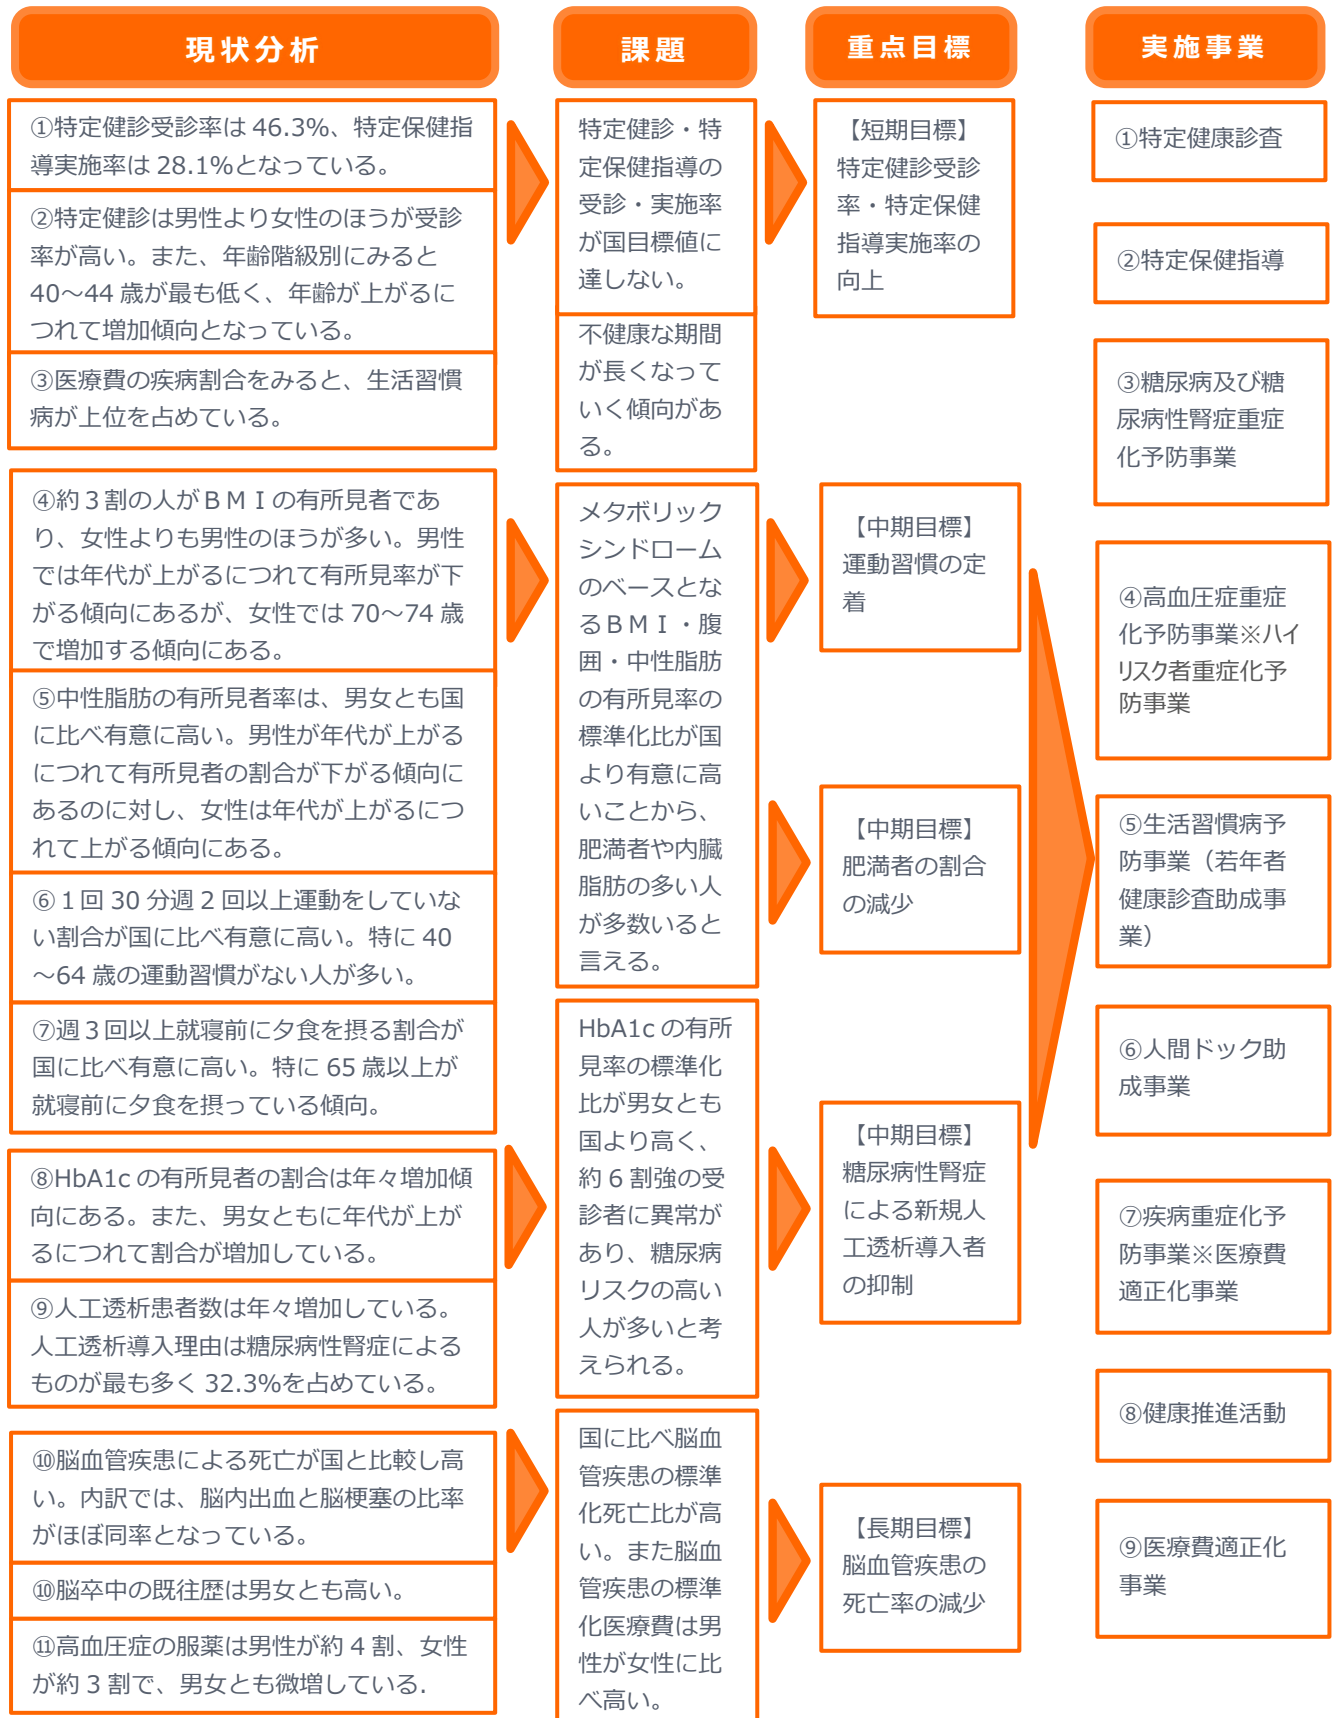 現状分析
①特定健診受診率は 46.3%、特定保健指
導実施率は 28.1%となっている。
②特定健診は男性より女性のほうが受診
率が高い。また、年齢階級別にみると
40～44 歳が最も低く、年齢が上がるに
つれて増加傾向となっている。
③医療費の疾病割合をみると、生活習慣
病が上位を占めている。
④約３割の人がＢＭＩの有所見者であ
り、女性よりも男性のほうが多い。男性
では年代が上がるにつれて有所見率が下
がる傾向にあるが、女性では 70～74 歳
で増加する傾向にある。
⑤中性脂肪の有所見者率は、男女とも国
に比べ有意に高い。男性が年代が上がる
につれて有所見者の割合が下がる傾向に
あるのに対し、女性は年代が上がるにつ
れて上がる傾向にある。
⑥１回 30 分週２回以上運動をしていな
い割合が国に比べ有意に高い。特に 40
～64 歳の運動習慣がない人が多い。
⑦週３回以上就寝前に夕食を摂る割合が
国に比べ有意に高い。特に 65 歳以上が
就寝前に夕食を摂っている傾向。
⑧HbA1c の有所見者の割合は年々増加傾
向にある。また、男女ともに年代が上が
るにつれて割合が増加している。
⑨人工透析患者数は年々増加している。
人工透析導入理由は糖尿病性腎症による
ものが最も多く 32.3%を占めている。
⑩脳血管疾患による死亡が国と比較し高
い。内訳では、脳内出血と脳梗塞の比率
がほぼ同率となっている。
⑩脳卒中の既往歴は男女とも高い。
⑪高血圧症の服薬は男性が約４割、女性
が約３割で、男女とも微増している.
課題
特定健診・特
定保健指導の
受診・実施率
が国目標値に
達しない。
不健康な期間
が長くなって
いく傾向があ
る。
メタボリック
シンドローム
のベースとな
るＢＭＩ・腹
囲・中性脂肪
の有所見率の
標準化比が国
より有意に高
いことから、
肥満者や内臓
脂肪の多い人
が多数いると
言える。
HbA1c の有所
見率の標準化
比が男女とも
国より高く、
約６割強の受
診者に異常が
あり、糖尿病
リスクの高い
人が多いと考
えられる。
国に比べ脳血
管疾患の標準
化死亡比が高
い。また脳血
管疾患の標準
化医療費は男
性が女性に比
べ高い。
重点目標
【短期目標】
特定健診受診
率・特定保健
指導実施率の
向上
【中期目標】
運動習慣の定
着
【中期目標】
肥満者の割合
の減少
【中期目標】
糖尿病性腎症
による新規人
工透析導入者
の抑制
【長期目標】
脳血管疾患の
死亡率の減少
実施事業
①特定健康診査
②特定保健指導
③糖尿病及び糖
尿病性腎症重症
化予防事業
④高血圧症重症
化予防事業※ハイ
リスク者重症化予
防事業
⑤生活習慣病予
防事業（若年者
健康診査助成事
業）
⑥人間ドック助
成事業
⑦疾病重症化予
防事業※医療費
適正化事業
⑧健康推進活動
⑨医療費適正化
事業